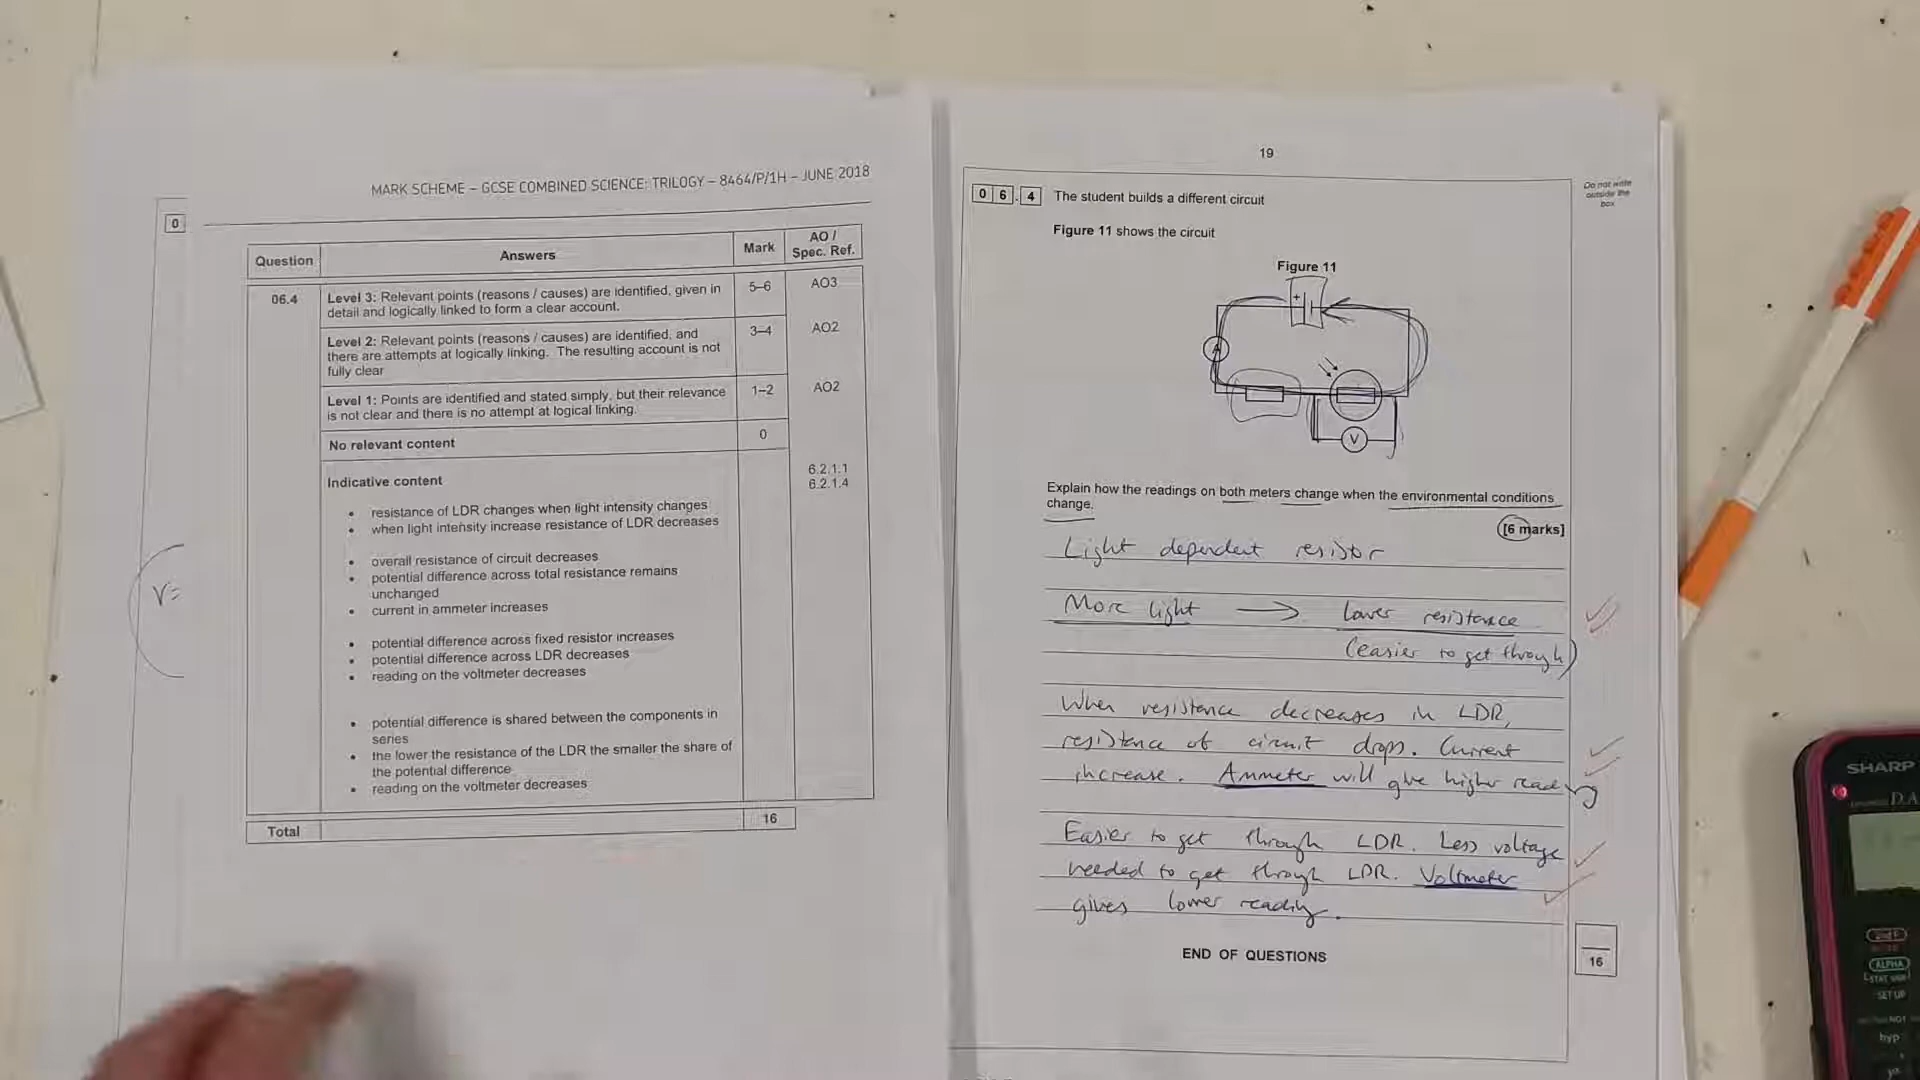 MARK SCHEME – GCSE COMBINED SCIENCE: TRILOGY – 8464/P/1H – JUNE 2018
0
Question
Answers
Mark
AO /
Spec. Ref.
06.4
Level 3: Relevant points (reasons / causes) are identified, given in
detail and logically linked to form a clear account.
5–6
AO3
Level 2: Relevant points (reasons / causes) are identified, and
there are attempts at logically linking. The resulting account is not
fully clear
3–4
AO2
Level 1: Points are identified and stated simply, but their relevance
is not clear and there is no attempt at logical linking.
1–2
AO2
No relevant content
0
Indicative content
6.2.1.1
6.2.1.4
• resistance of LDR changes when light intensity changes
• when light intensity increase resistance of LDR decreases
• overall resistance of circuit decreases
• potential difference across total resistance remains
unchanged
• current in ammeter increases
• potential difference across fixed resistor increases
• potential difference across LDR decreases
• reading on the voltmeter decreases
• potential difference is shared between the components in
series
• the lower the resistance of the LDR the smaller the share of
the potential difference
• reading on the voltmeter decreases
Total
16
V=
19
Do not write
outside the
box
0 6 . 4 The student builds a different circuit
Figure 11 shows the circuit
Figure 11
+
A
V
Explain how the readings on both meters change when the environmental conditions
change.
[6 marks]
Light dependent resistor
More light → Lower resistance
(easier to get through)
When resistance decreases in LDR,
resistance of circuit drops. Current
increase. Ammeter will give higher reading
Easier to get through LDR. Less voltage
needed to get through LDR. Voltmeter
gives lower reading.
END OF QUESTIONS
16
SHARP
2nd F
ALPHA
SET UP
hyp